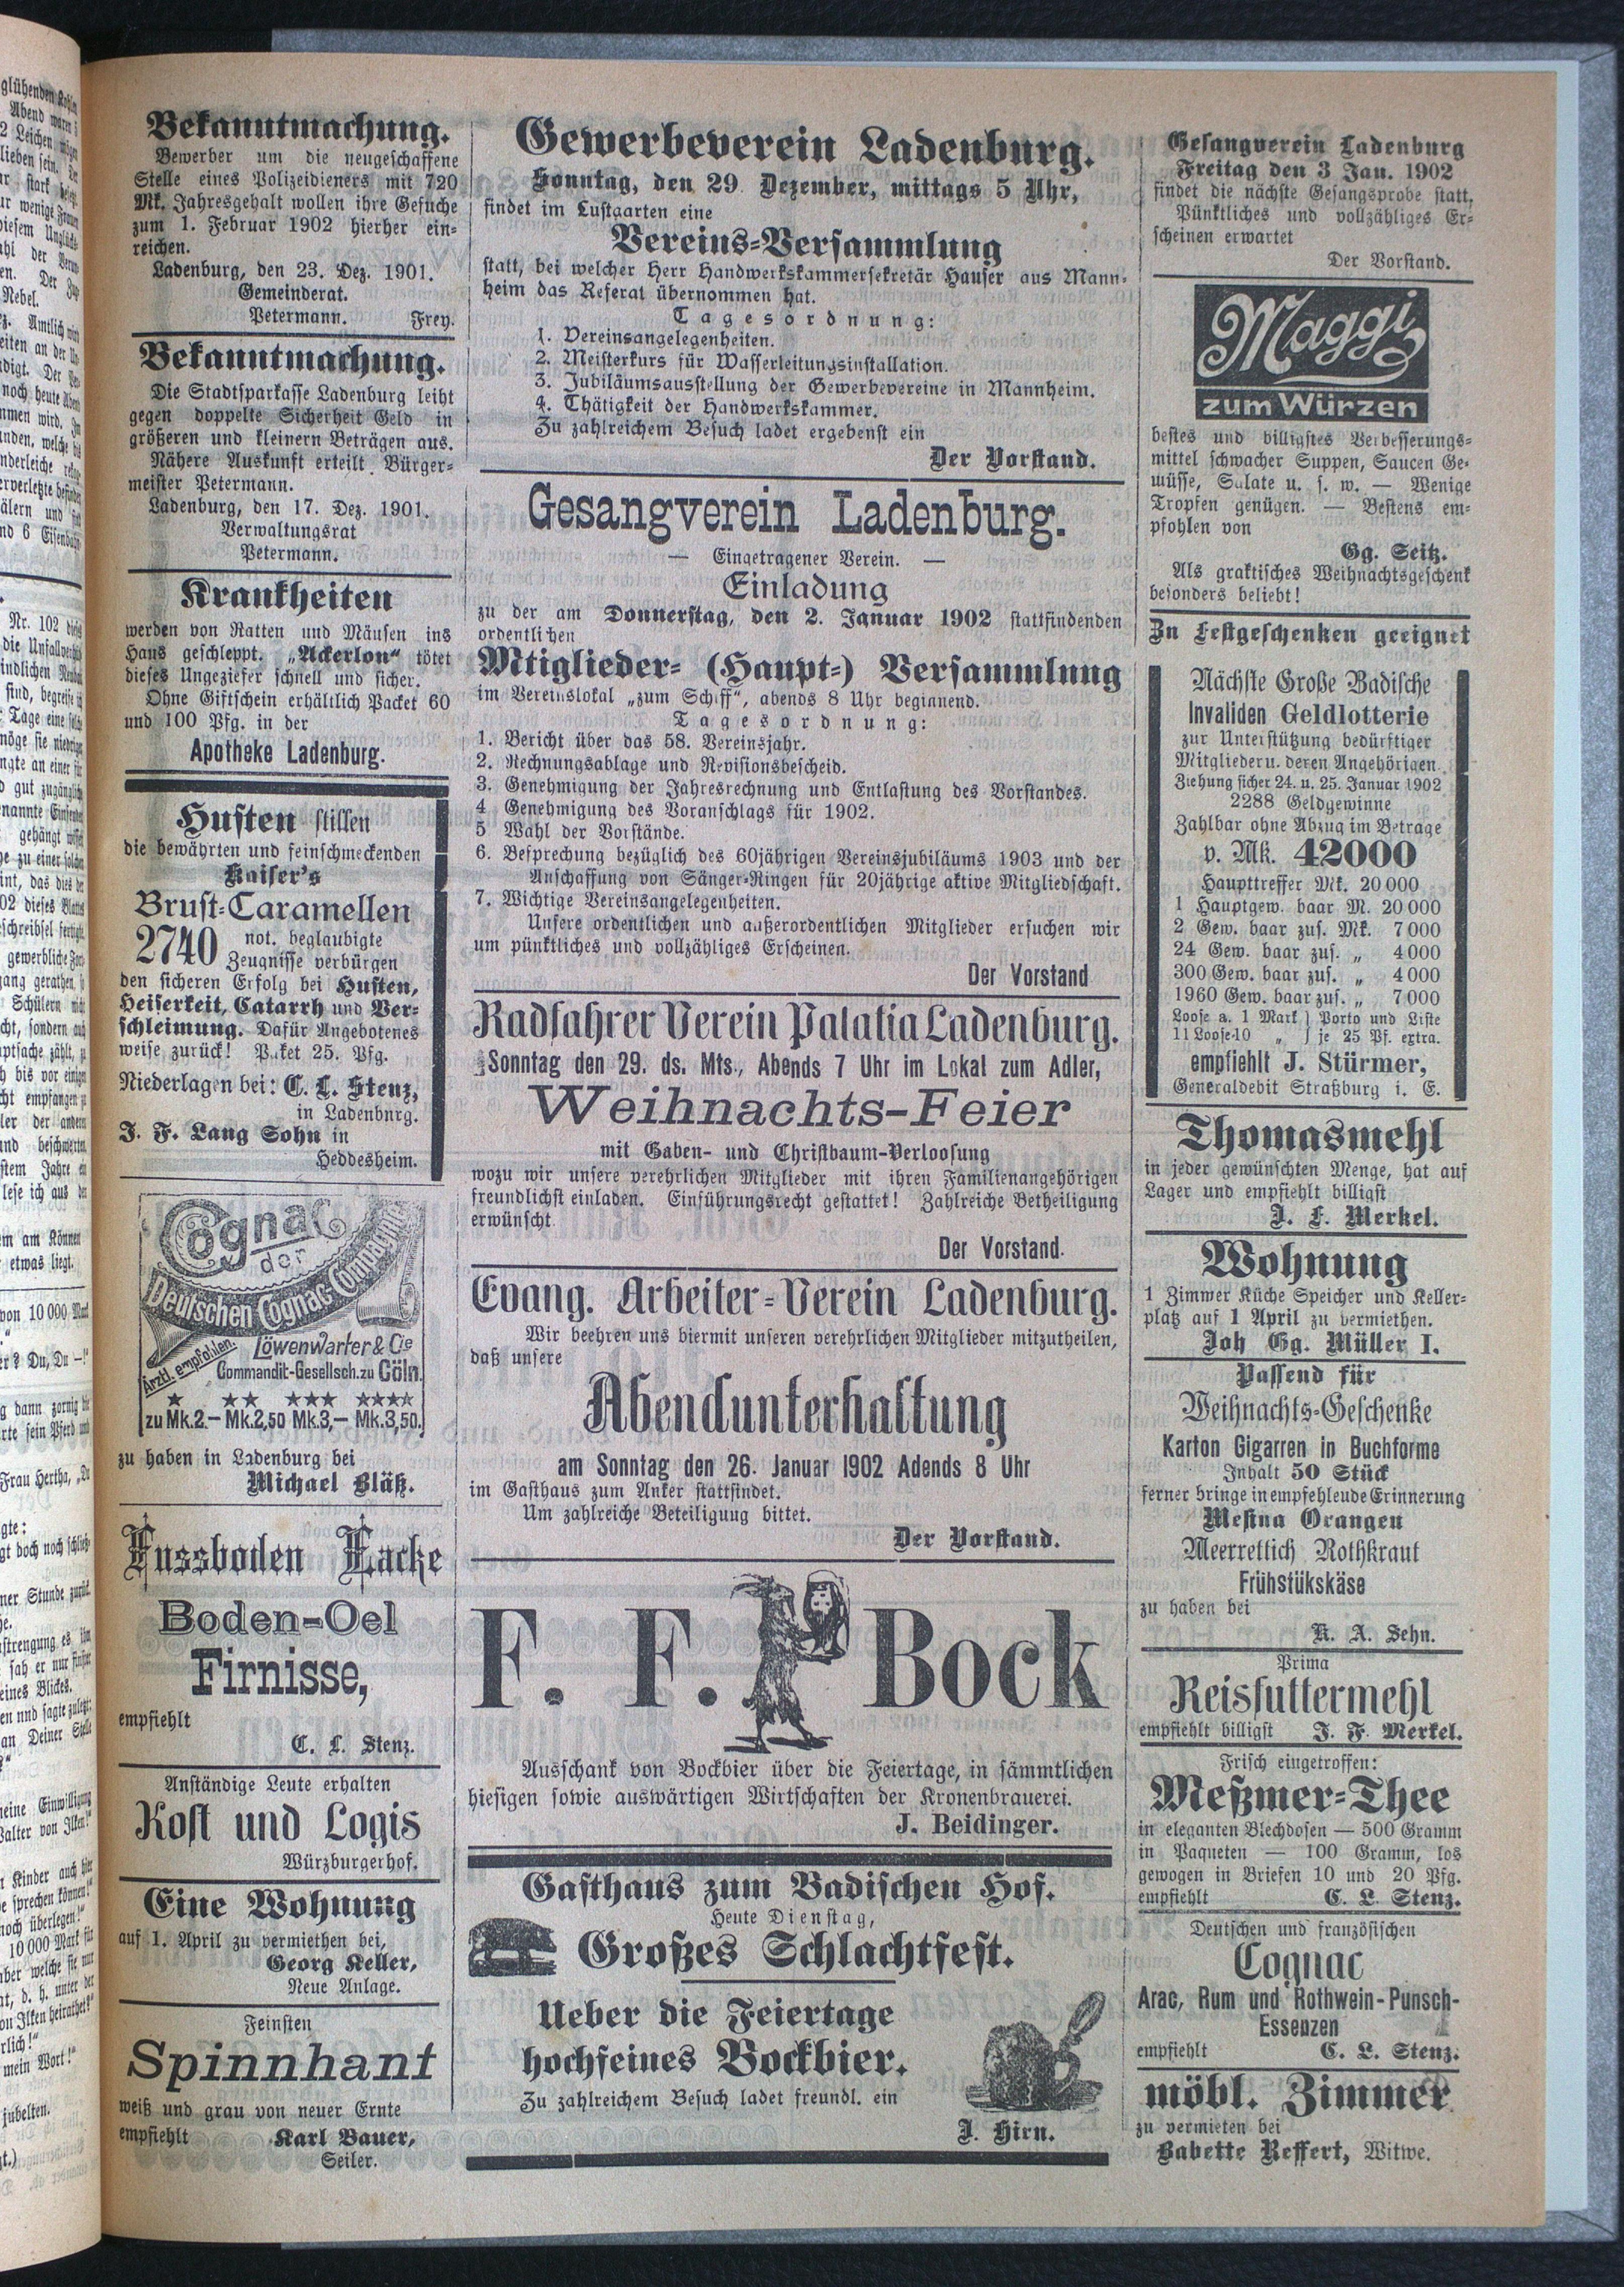 Bekanntmachung.
Bewerber um die neugeschaffene
Stelle eines Polizeidieners mit 720
Mk. Jahresgehalt wollen ihre Gesuche
zum 1. Februar 1902 hierher ein-
reichen.
Ladenburg, den 23. Dez. 1901.
Gemeinderat.
Petermann. Frey.
Bekanntmachung.
Die Stadtsparkasse Ladenburg leiht
gegen doppelte Sicherheit Geld in
größeren und kleinern Beträgen aus.
Nähere Auskunft erteilt Bürger-
meister Petermann.
Ladenburg, den 17. Dez. 1901.
Verwaltungsrat
Petermann.
Krankheiten
werden von Ratten und Mäusen ins
Haus geschleppt. „Ackerlon“ tötet
dieses Ungeziefer schnell und sicher.
Ohne Giftschein erhältlich Packet 60
und 100 Pfg. in der
Apotheke Ladenburg.
Husten stillen
die bewährten und feinschmeckenden
Kaiser's
Brust-Caramellen
2740 not. beglaubigte
Zeugnisse verbürgen
den sicheren Erfolg bei Husten,
Heiserkeit, Catarrh und Ver-
schleimung. Dafür Angebotenes
weise zurück! Paket 25. Pfg.
Niederlagen bei: C. L. Stenz,
in Ladenburg.
J. F. Lang Sohn in
Heddesheim.
Cognac
der
Deutschen Cognac-Compagnie
Ärztl. empfohlen.
Löwenwarter & Cie
Commandit-Gesellsch. zu Cöln.
★ ★★ ★★★ ★★★★
zu Mk.2.– Mk.2,50 Mk.3,– Mk.3,50.
zu haben in Ladenburg bei
Michael Bläß.
Fussboden Lacke
Boden-Oel
Firnisse,
empfiehlt
C. L. Stenz.
Anständige Leute erhalten
Kost und Logis
Würzburgerhof.
Eine Wohnung
auf 1. April zu vermiethen bei,
Georg Keller,
Neue Anlage.
Feinsten
Spinnhanf
weiß und grau von neuer Ernte
empfiehlt Karl Bauer,
Seiler.
Gewerbeverein Ladenburg.
Sonntag, den 29. Dezember, mittags 5 Uhr,
findet im Lustgarten eine
Vereins-Versammlung
statt, bei welcher Herr Handwerkskammersekretär Hauser aus Mann-
heim das Referat übernommen hat.
Tagesordnung:
1. Vereinsangelegenheiten.
2. Meisterkurs für Wasserleitungsinstallation.
3. Jubiläumsausstellung der Gewerbevereine in Mannheim.
4. Thätigkeit der Handwerkskammer.
Zu zahlreichem Besuch ladet ergebenst ein
Der Vorstand.
Gesangverein Ladenburg.
— Eingetragener Verein. —
Einladung
zu der am Donnerstag, den 2. Januar 1902 stattfindenden
ordentlichen
Mtiglieder- (Haupt-) Versammlung
im Vereinslokal „zum Schiff“, abends 8 Uhr beginnend.
Tagesordnung:
1. Bericht über das 58. Vereinsjahr.
2. Rechnungsablage und Revisionsbescheid.
3. Genehmigung der Jahresrechnung und Entlastung des Vorstandes.
4 Genehmigung des Voranschlags für 1902.
5 Wahl der Vorstände.
6. Besprechung bezüglich des 60jährigen Vereinsjubiläums 1903 und der
Anschaffung von Sänger-Ringen für 20jährige aktive Mitgliedschaft.
7. Wichtige Vereinsangelegenheiten.
Unsere ordentlichen und außerordentlichen Mitglieder ersuchen wir
um pünktliches und vollzähliges Erscheinen.
Der Vorstand
Radfahrer Verein Palatia Ladenburg.
Sonntag den 29. ds. Mts., Abends 7 Uhr im Lokal zum Adler,
Weihnachts-Feier
mit Gaben- und Christbaum-Verloosung
wozu wir unsere verehrlichen Mitglieder mit ihren Familienangehörigen
freundlichst einladen. Einführungsrecht gestattet! Zahlreiche Betheiligung
erwünscht.
Der Vorstand.
Evang. Arbeiter-Verein Ladenburg.
Wir beehren uns biermit unseren verehrlichen Mitglieder mitzutheilen,
daß unsere
Abendunterhaltung
am Sonntag den 26. Januar 1902 Adends 8 Uhr
im Gasthaus zum Anker stattfindet.
Um zahlreiche Beteiligung bittet.
Der Vorstand.
F. F. Bock
Ausschank von Bockbier über die Feiertage, in sämmtlichen
hiesigen sowie auswärtigen Wirtschaften der Kronenbrauerei.
J. Beidinger.
Gasthaus zum Badischen Hof.
Heute Dienstag,
Großes Schlachtfest.
Ueber die Feiertage
hochfeines Bockbier.
Zu zahlreichem Besuch ladet freundl. ein
J. Hirn.
Gesangverein Ladenburg
Freitag den 3 Jan. 1902
findet die nächste Gesangsprobe statt.
Pünktliches und vollzähliges Er-
scheinen erwartet
Der Vorstand.
Maggi
zum Würzen
bestes und billigstes Verbesserungs-
mittel schwacher Suppen, Saucen Ge-
müsse, Salate u. s. w. — Wenige
Tropfen genügen. — Bestens em-
pfohlen von
Gg. Seitz.
Als graktisches Weihnachtsgeschenk
besonders beliebt!
Zu Festgeschenken geeignet
Nächste Große Badische
Invaliden Geldlotterie
zur Unterstützung bedürftiger
Mitglieder u. deren Angehörigen.
Ziehung sicher 24. u. 25. Januar 1902
2288 Geldgewinne
Zahlbar ohne Abzug im Betrage
v. Mk. 42000
Haupttreffer Mk. 20 000
1 Hauptgew. baar M. 20 000
2 Gew. baar zus. Mk. 7 000
24 Gew. baar zus. „ 4 000
300 Gew. baar zus. „ 4 000
1960 Gew. baar zus. „ 7 000
Loose a. 1 Mark } Porto und Liste
11 Loose-10 „ } je 25 Pf. extra.
empfiehlt J. Stürmer,
Generaldebit Straßburg i. E.
Thomasmehl
in jeder gewünschten Menge, hat auf
Lager und empfiehlt billigst
J. F. Merkel.
Wohnung
1 Zimmer Küche Speicher und Keller-
platz auf 1 April zu vermiethen.
Joh Gg. Müller I.
Passend für
Weihnachts-Geschenke
Karton Gigarren in Buchforme
Inhalt 50 Stück
ferner bringe in empfehleude Erinnerung
Mesina Orangen
Meerrettich Rothkraut
Frühstükskäse
zu haben bei
K. A. Sehn.
Prima
Reisfuttermehl
empfiehlt billigst J. F. Merkel.
Frisch eingetroffen:
Meßmer-Thee
in eleganten Blechdosen — 500 Gramm
in Paqueten — 100 Gramm, los
gewogen in Briefen 10 und 20 Pfg.
empfiehlt C. L. Stenz.
Deutschen und französischen
Cognac
Arac, Rum und Rothwein-Punsch-
Essenzen
empfiehlt C. L. Stenz.
möbl. Zimmer
zu vermieten bei
Babette Reffert, Witwe.